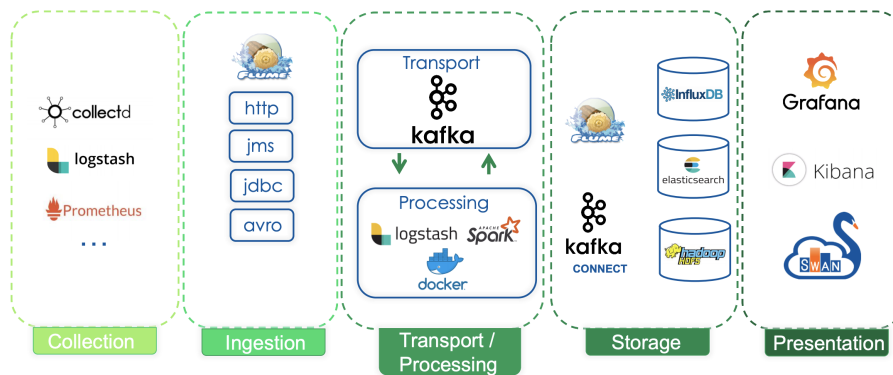 collectd
logstash
Prometheus
...
Collection
FLUME
http
jms
jdbc
avro
Ingestion
Transport
kafka
Processing
logstash
APACHE
Spark
docker
Transport /
Processing
FLUME
kafka
CONNECT
InfluxDB
elasticsearch
hadoop
HDFS
Storage
Grafana
Kibana
SWAN
Presentation